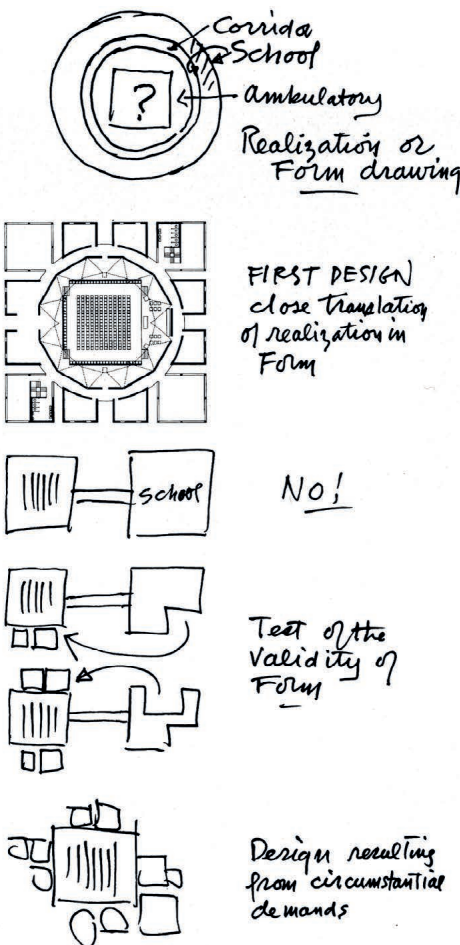 Corridor
School
?
Ambulatory
Realization or
Form drawing
FIRST DESIGN
close translation
of realization in
Form
School
NO!
Test of the
Validity of
Form
Design resulting
from circumstantial
demands